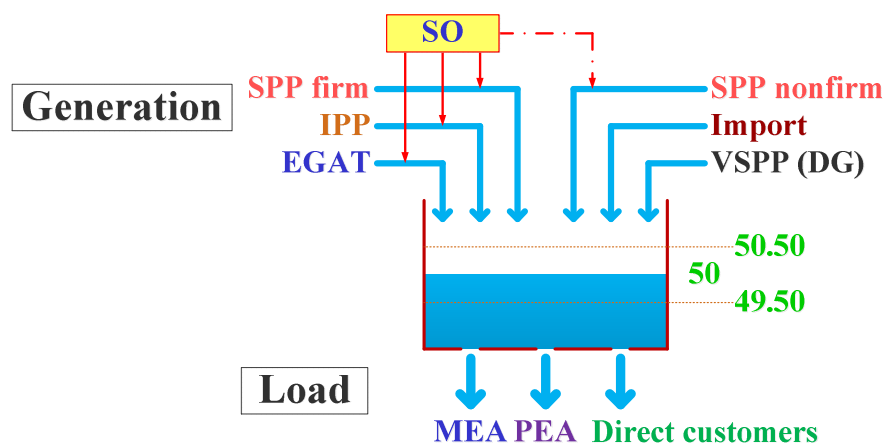 SO
SPP firm
SPP nonfirm
Generation
IPP
Import
EGAT
VSPP (DG)
50.50
50
49.50
Load
MEA
PEA
Direct customers